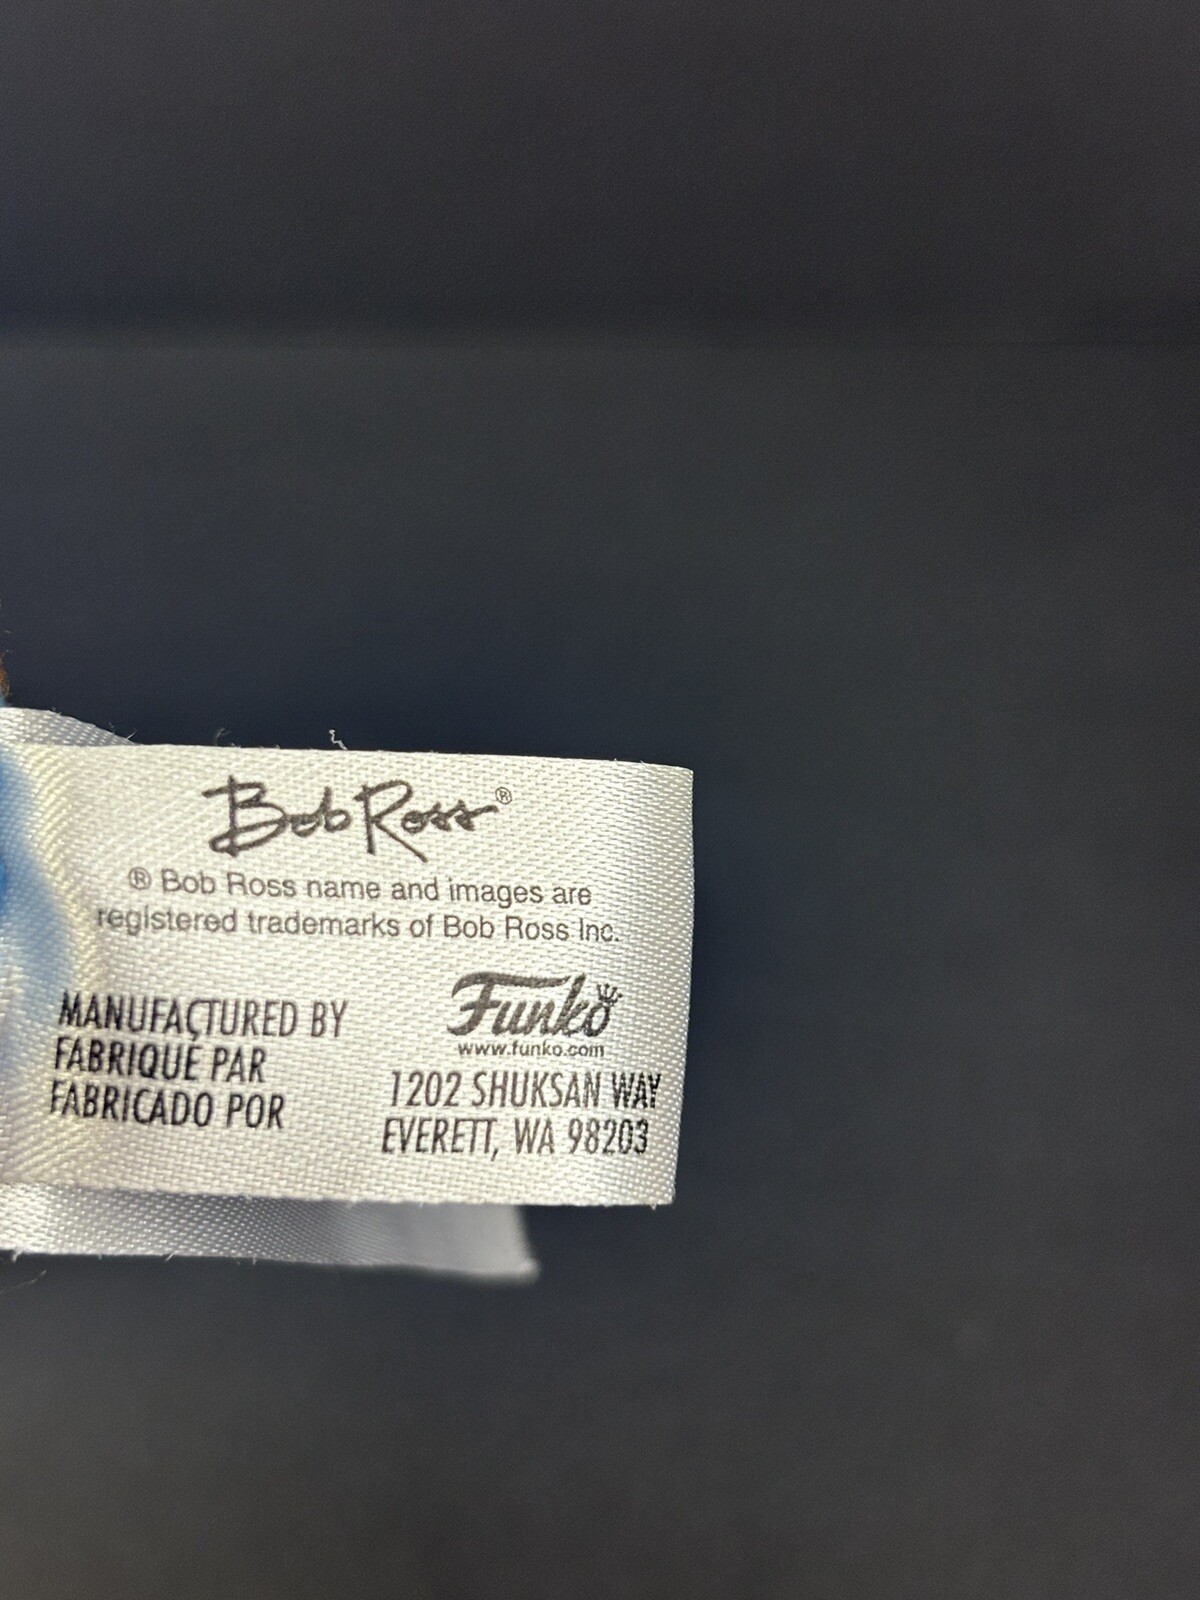 Bob Ross®
® Bob Ross name and images are
registered trademarks of Bob Ross Inc.
MANUFACTURED BY
FABRIQUÉ PAR
FABRICADO POR
Funko
www.funko.com
1202 SHUKSAN WAY
EVERETT, WA 98203